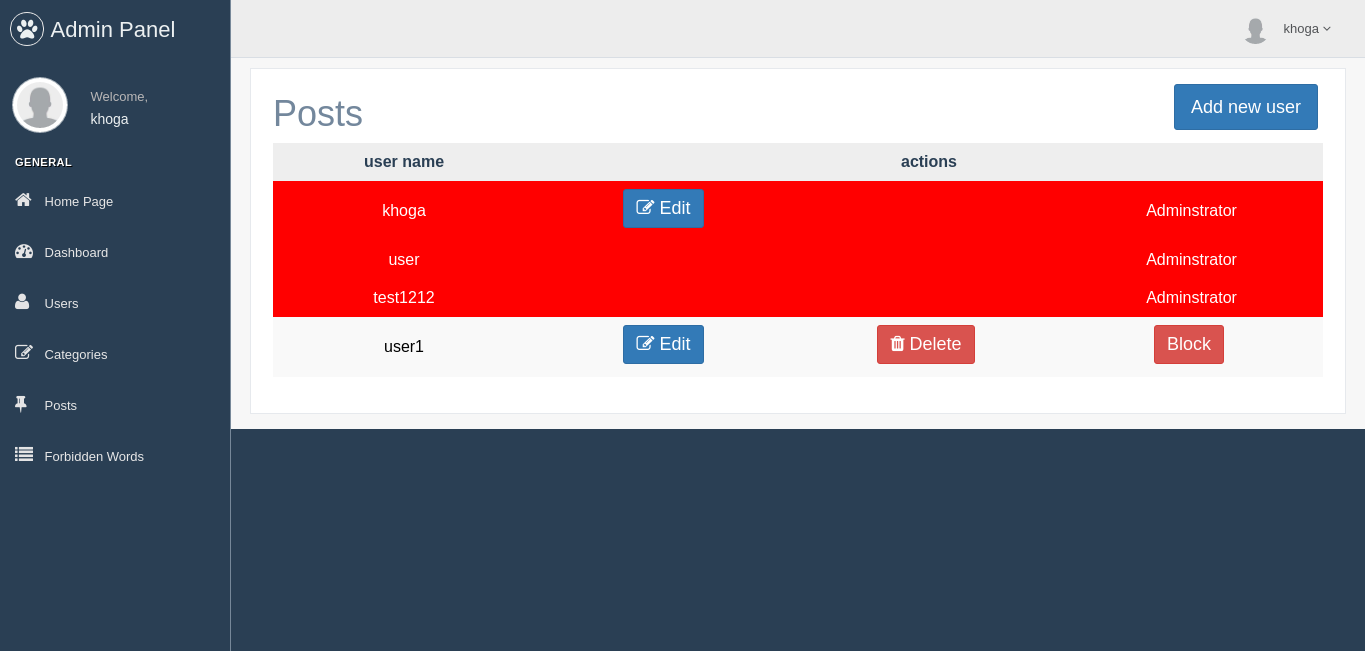 Admin Panel
khoga
Welcome,
khoga
GENERAL
Home Page
Dashboard
Users
Categories
Posts
Forbidden Words
Posts
Add new user
user name actions
khoga Edit Adminstrator
user Adminstrator
test1212 Adminstrator
user1 Edit Delete Block